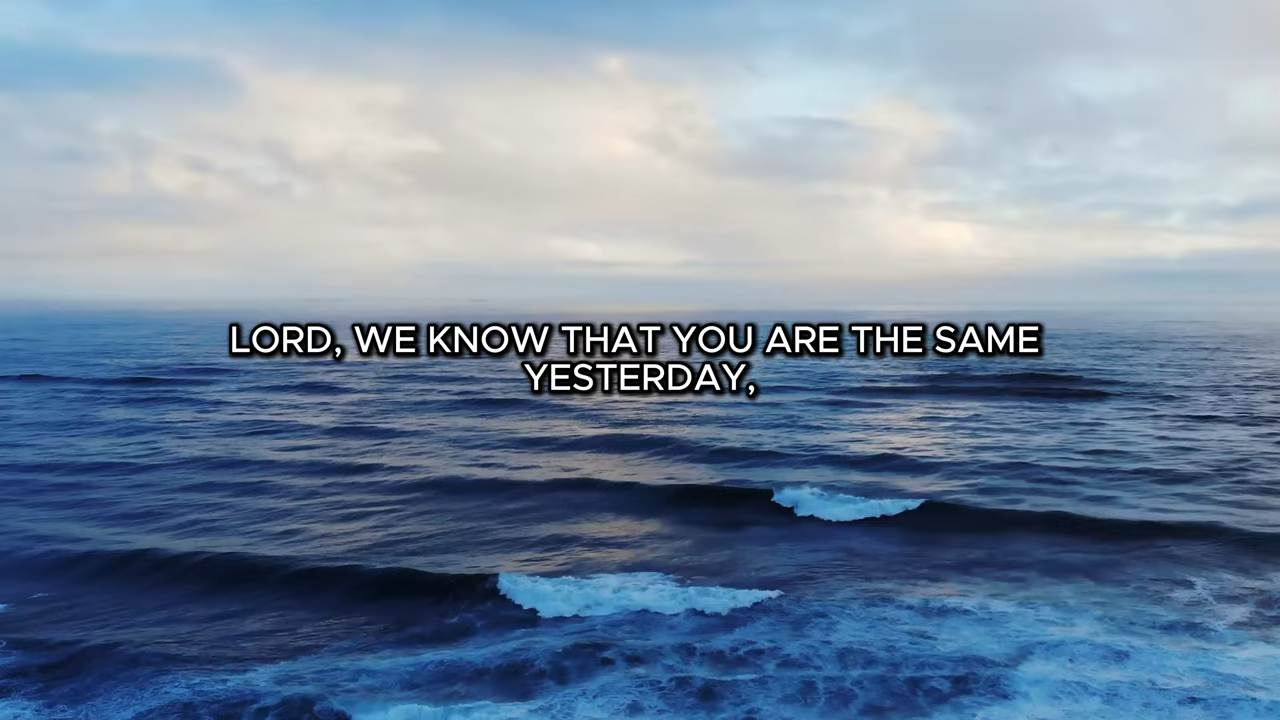 LORD, WE KNOW THAT YOU ARE THE SAME
YESTERDAY,